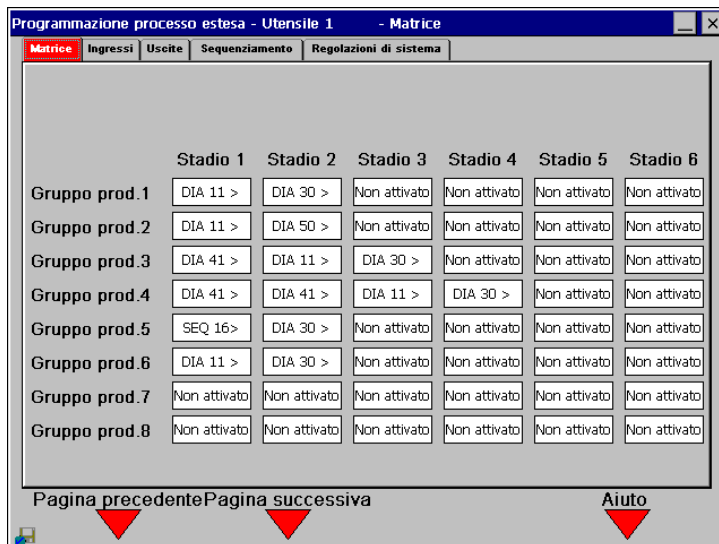 Programmazione processo estesa - Utensile 1 - Matrice
Matrice Ingressi Uscite Sequenziamento Regolazioni di sistema
Stadio 1 Stadio 2 Stadio 3 Stadio 4 Stadio 5 Stadio 6
Gruppo prod.1 DIA 11 > DIA 30 > Non attivato Non attivato Non attivato Non attivato
Gruppo prod.2 DIA 11 > DIA 50 > Non attivato Non attivato Non attivato Non attivato
Gruppo prod.3 DIA 41 > DIA 11 > DIA 30 > Non attivato Non attivato Non attivato
Gruppo prod.4 DIA 41 > DIA 41 > DIA 11 > DIA 30 > Non attivato Non attivato
Gruppo prod.5 SEQ 16> DIA 30 > Non attivato Non attivato Non attivato Non attivato
Gruppo prod.6 DIA 11 > DIA 30 > Non attivato Non attivato Non attivato Non attivato
Gruppo prod.7 Non attivato Non attivato Non attivato Non attivato Non attivato Non attivato
Gruppo prod.8 Non attivato Non attivato Non attivato Non attivato Non attivato Non attivato
Pagina precedente Pagina successiva Aiuto